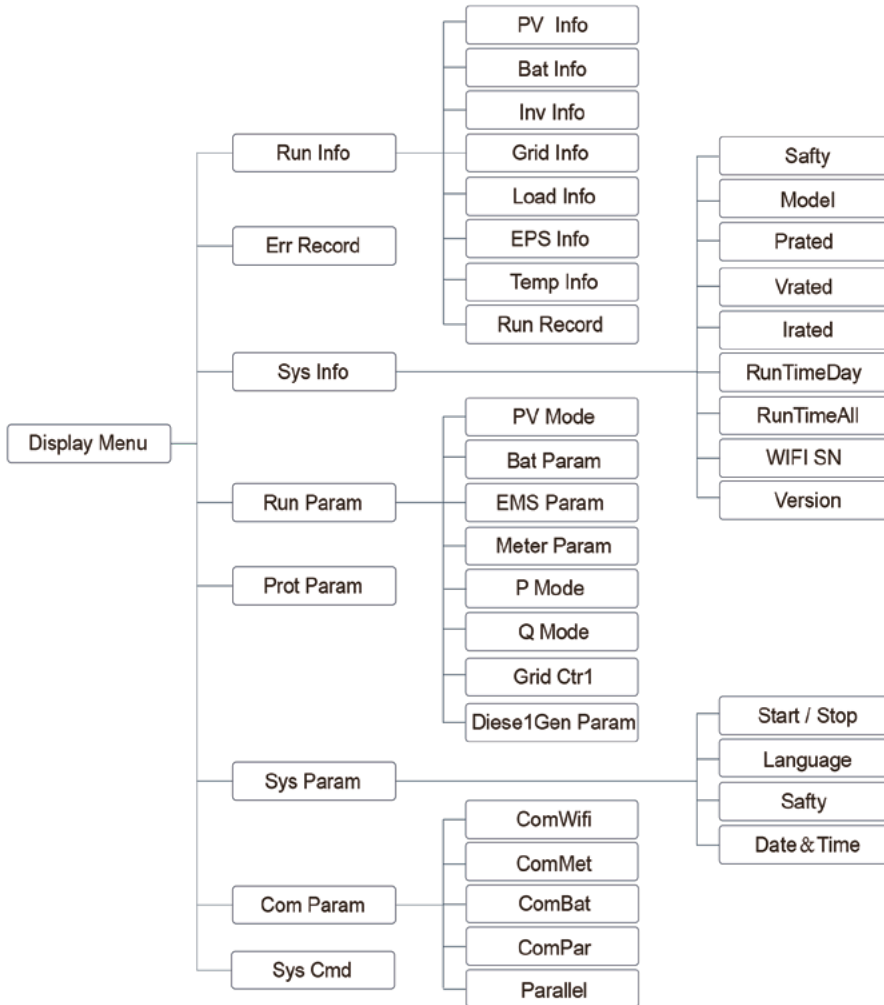 Display Menu
Run Info
PV Info
Bat Info
Inv Info
Grid Info
Load Info
EPS Info
Temp Info
Run Record
Err Record
Sys Info
Safty
Model
Prated
Vrated
Irated
RunTimeDay
RunTimeAll
WIFI SN
Version
Run Param
PV Mode
Bat Param
EMS Param
Meter Param
P Mode
Q Mode
Grid Ctr1
Diese1Gen Param
Prot Param
Sys Param
Start / Stop
Language
Safty
Date&Time
Com Param
ComWifi
ComMet
ComBat
ComPar
Parallel
Sys Cmd